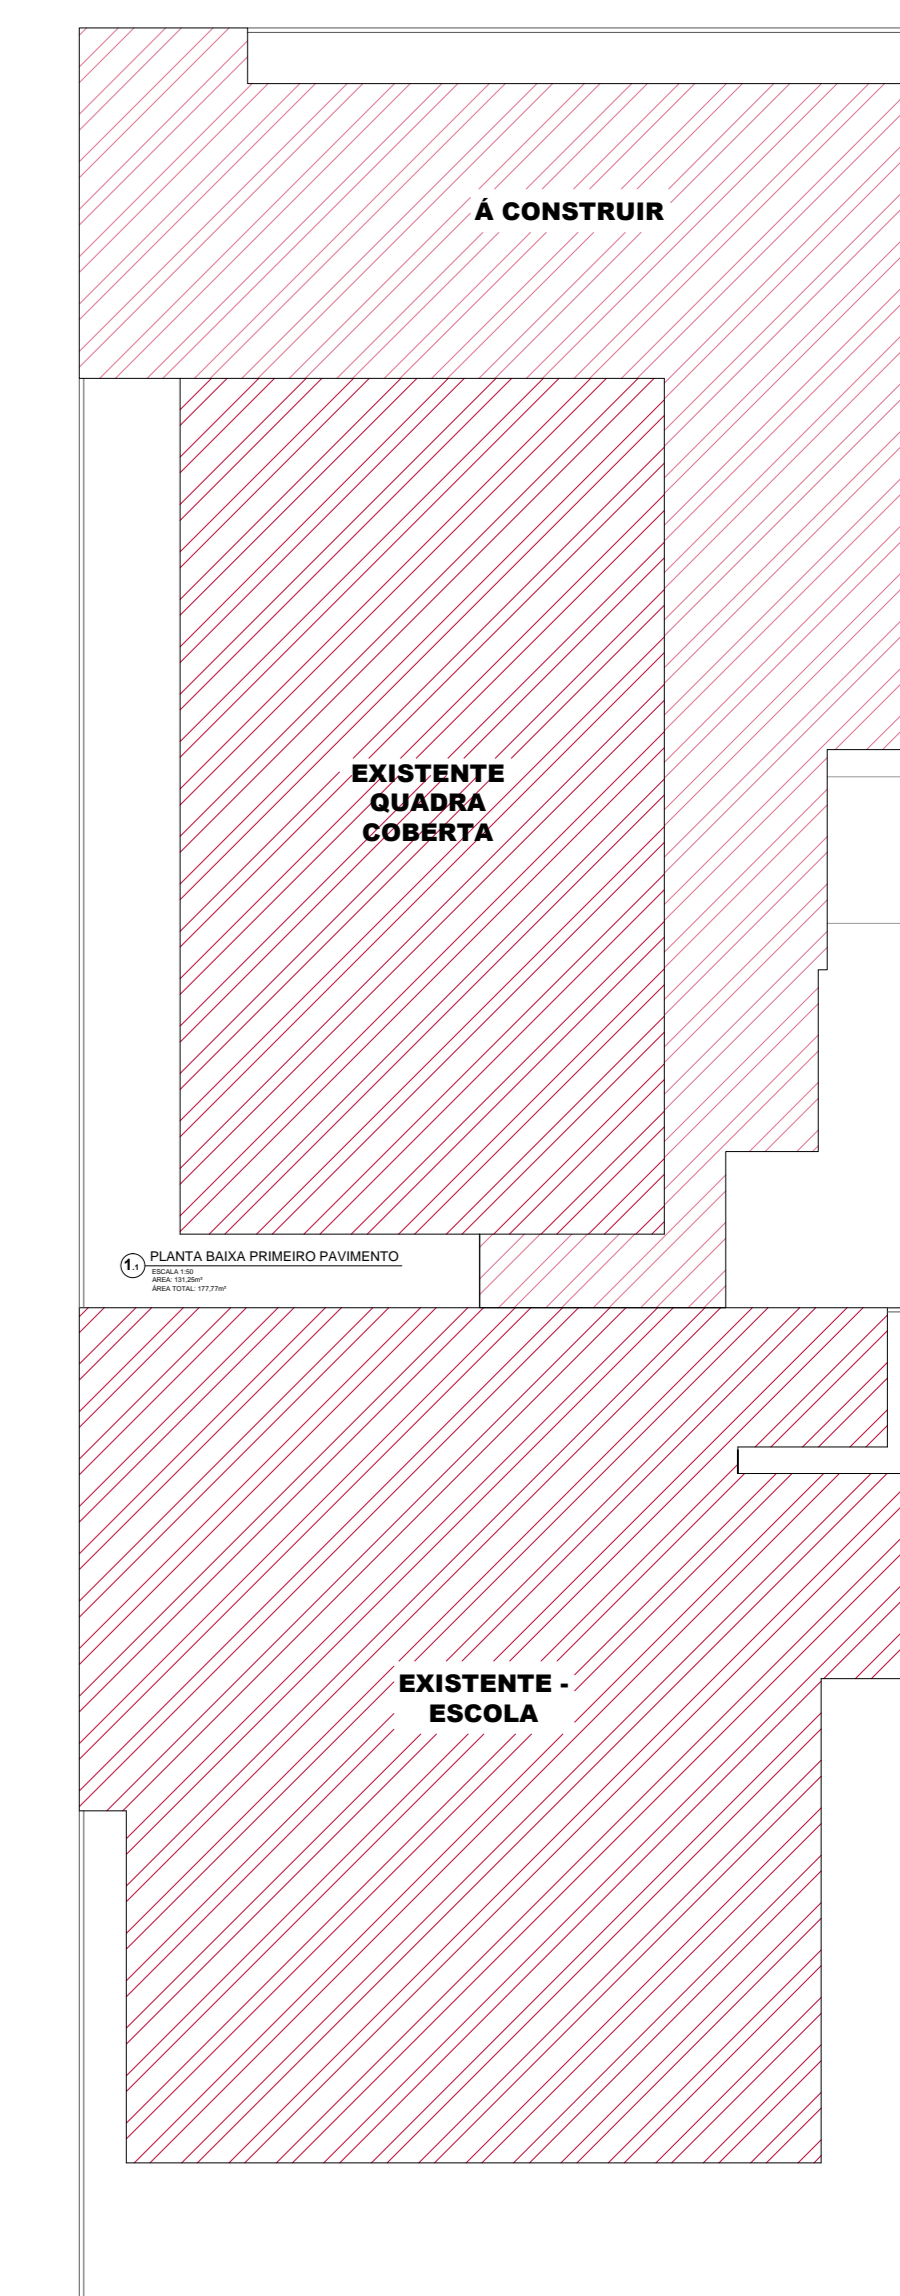 Á CONSTRUIR
EXISTENTE
QUADRA
COBERTA
1.1 PLANTA BAIXA PRIMEIRO PAVIMENTO
ESCALA 1:50
AREA: 131,25m²
ÁREA TOTAL: 177,77m²
EXISTENTE -
ESCOLA